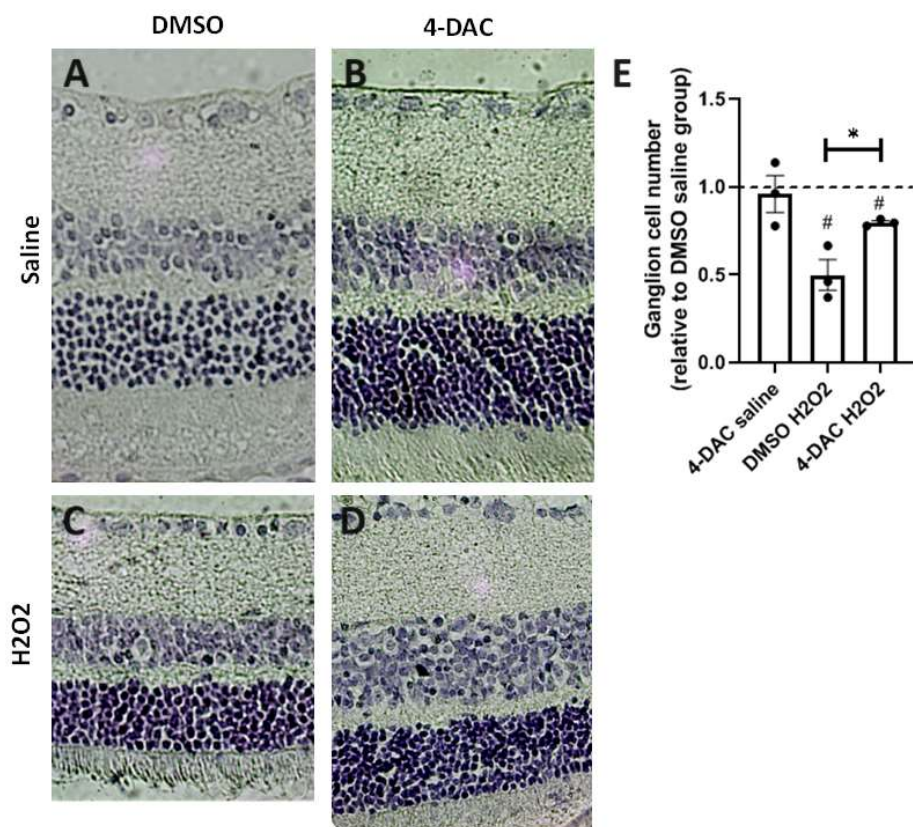 DMSO
4-DAC
A
B
E
Saline
C
D
H2O2
Ganglion cell number
(relative to DMSO saline group)
1.5
1.0
0.5
0.0
*
#
#
4-DAC saline
DMSO H2O2
4-DAC H2O2